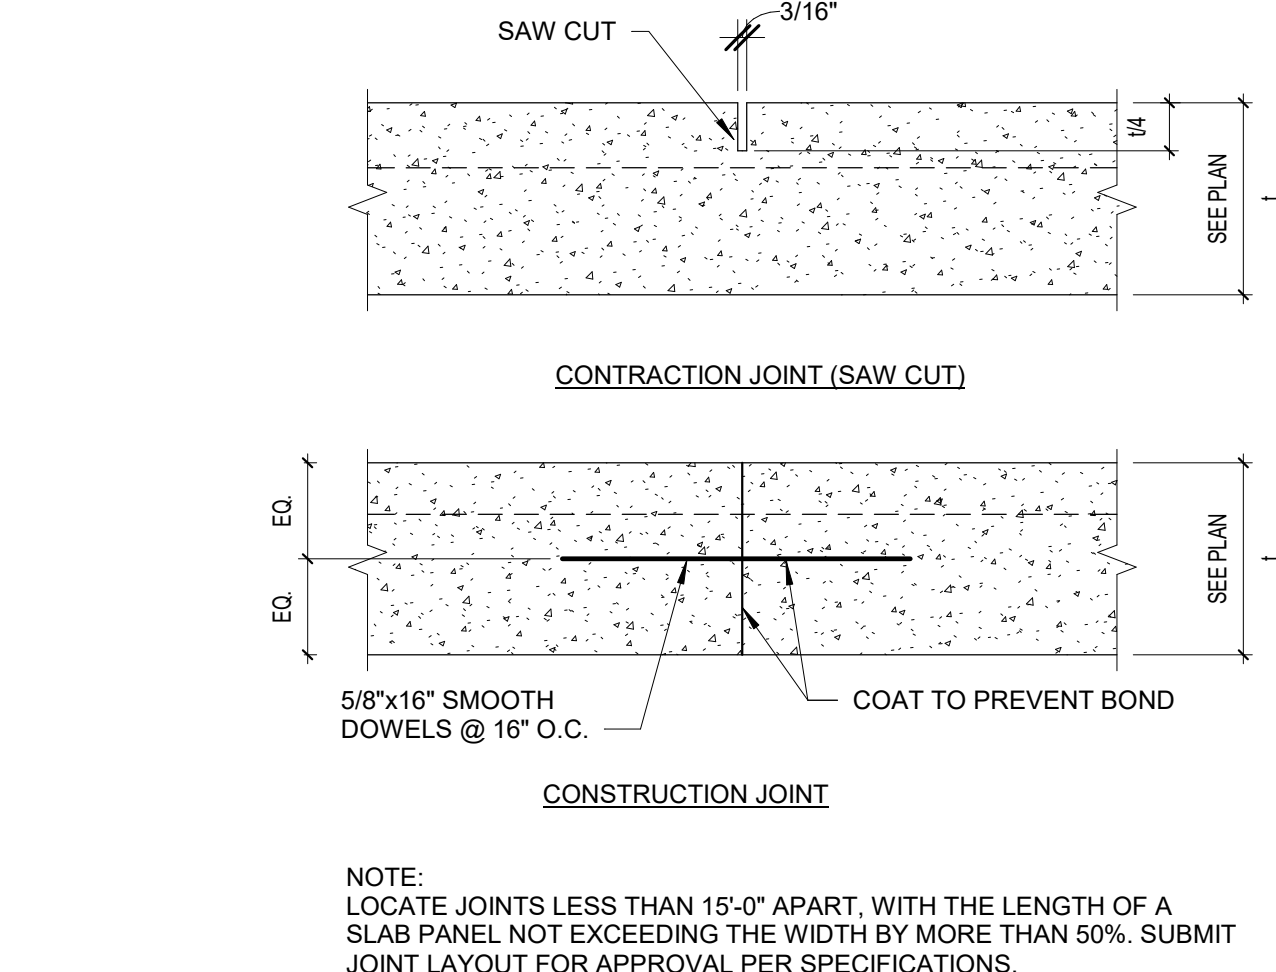 3/16"
SAW CUT
t/4
SEE PLAN
t
CONTRACTION JOINT (SAW CUT)
EQ.
EQ.
SEE PLAN
t
5/8"x16" SMOOTH
DOWELS @ 16" O.C.
COAT TO PREVENT BOND
CONSTRUCTION JOINT
NOTE:
LOCATE JOINTS LESS THAN 15'-0" APART, WITH THE LENGTH OF A
SLAB PANEL NOT EXCEEDING THE WIDTH BY MORE THAN 50%. SUBMIT
JOINT LAYOUT FOR APPROVAL PER SPECIFICATIONS.